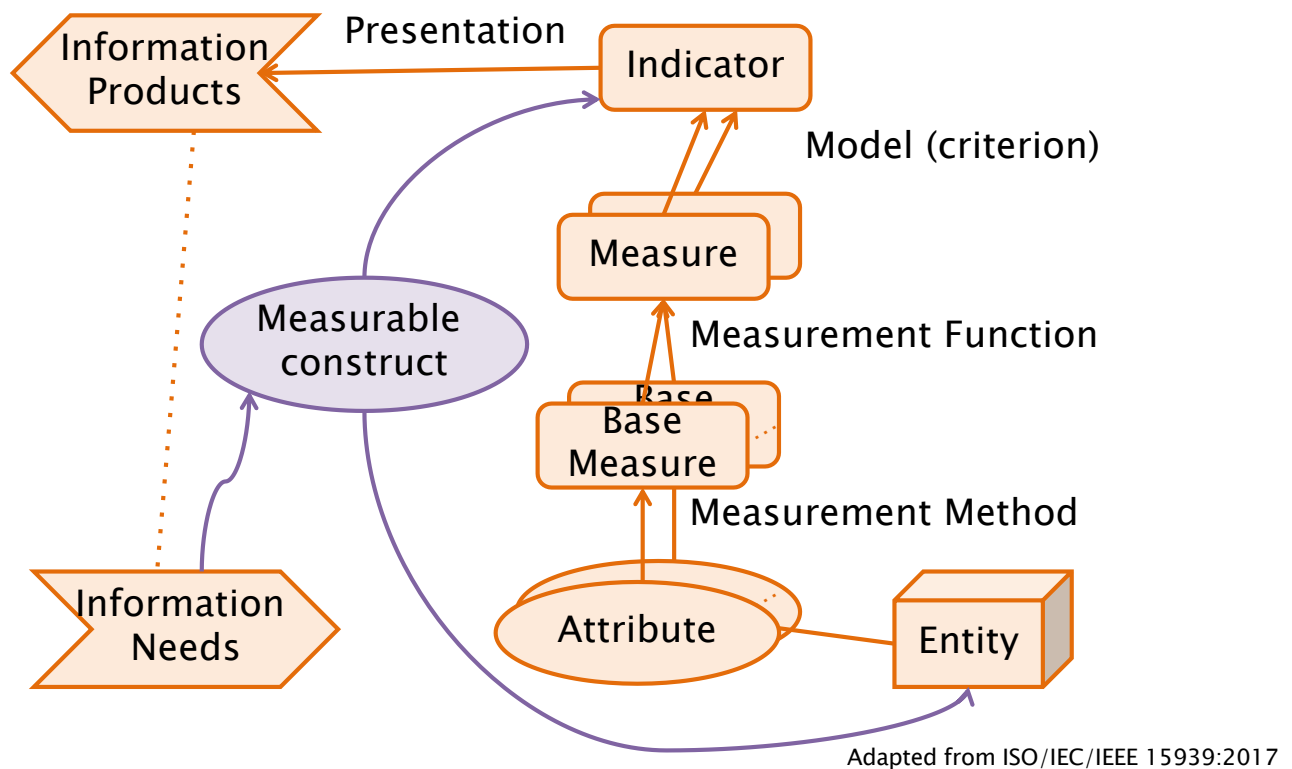 Information
Products
Presentation
Indicator
Model (criterion)
Measure
Measurable
construct
Measurement Function
Base
Base
Measure
Measurement Method
Information
Needs
Attribute
Entity
Adapted from ISO/IEC/IEEE 15939:2017